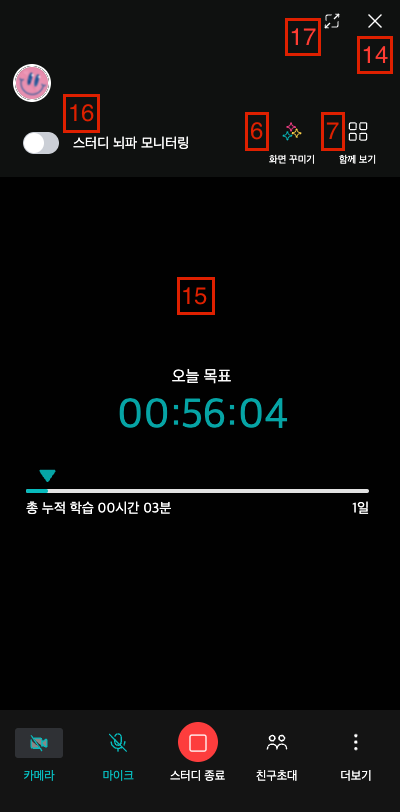 17
14
16
스터디 뇌파 모니터링
6
화면 꾸미기
7
함께 보기
15
오늘 목표
00:56:04
총 누적 학습 00시간 03분
1일
카메라
마이크
스터디 종료
친구초대
더보기